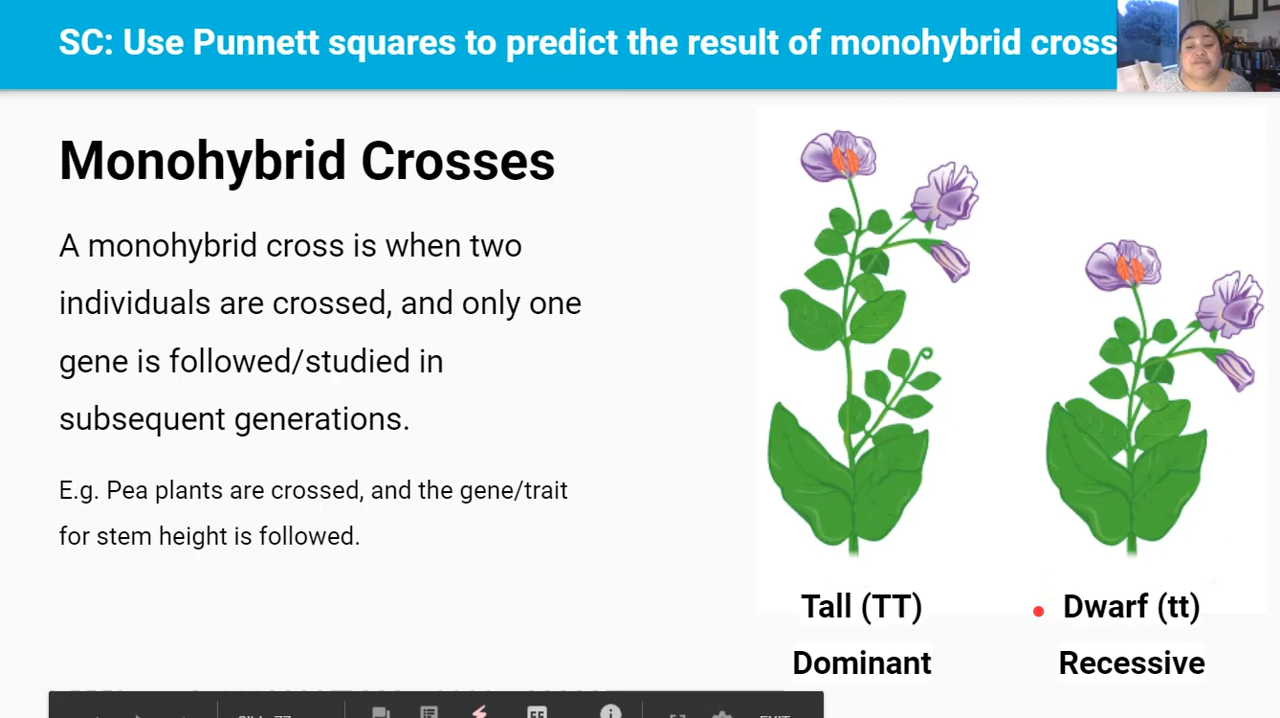 SC: Use Punnett squares to predict the result of monohybrid cross
Monohybrid Crosses
A monohybrid cross is when two
individuals are crossed, and only one
gene is followed/studied in
subsequent generations.
E.g. Pea plants are crossed, and the gene/trait
for stem height is followed.
Tall (TT)
Dominant
Dwarf (tt)
Recessive